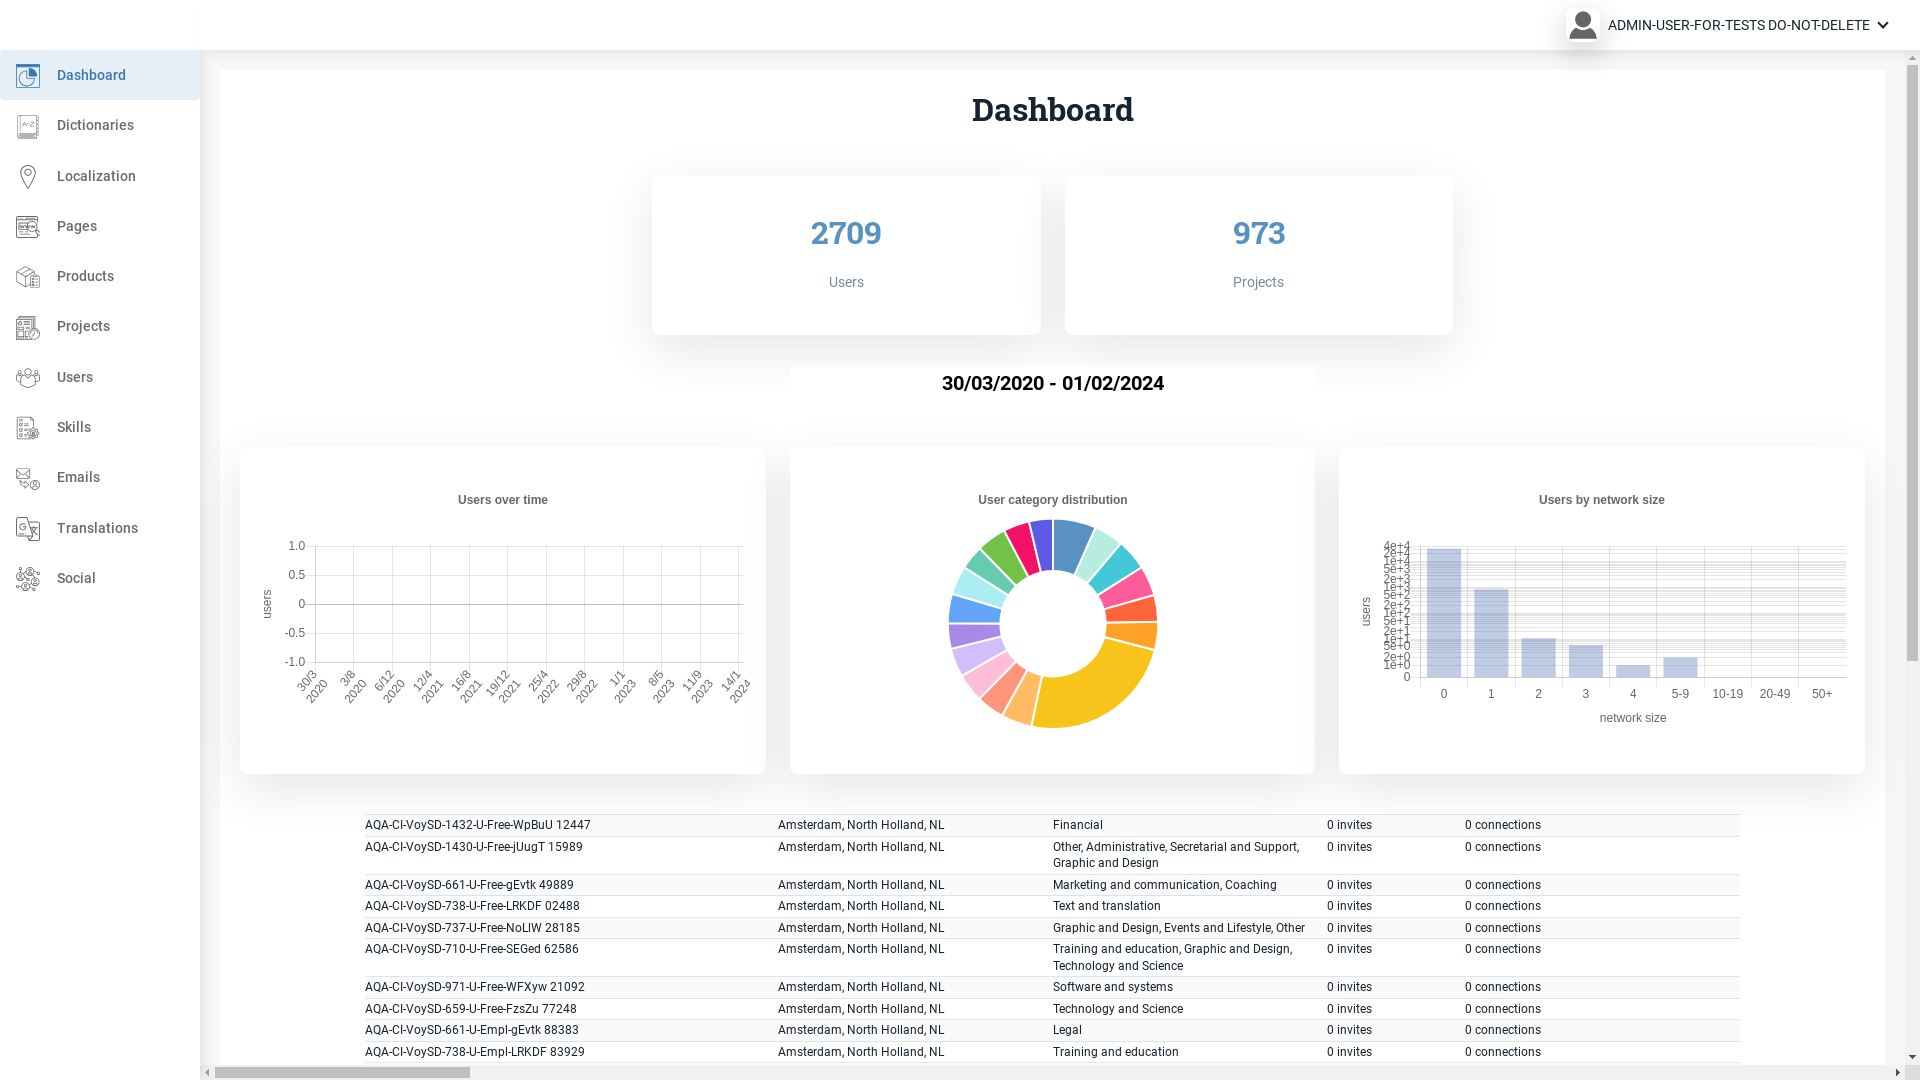 ADMIN-USER-FOR-TESTS DO-NOT-DELETE
Dashboard
Dictionaries
Localization
Pages
Products
Projects
Users
Skills
Emails
Translations
Social
Dashboard
2709
Users
973
Projects
30/03/2020 - 01/02/2024
Users over time
users
1.0
0.5
0
-0.5
-1.0
30/3 2020
3/8 2020
6/12 2020
12/4 2021
16/8 2021
19/12 2021
25/4 2022
29/8 2022
1/1 2023
8/5 2023
11/9 2023
14/1 2024
User category distribution
Users by network size
users
4e+4
2e+4
1e+4
5e+3
2e+3
1e+3
5e+2
2e+2
1e+2
5e+1
2e+1
1e+1
5e+0
2e+0
1e+0
0
0 1 2 3 4 5-9 10-19 20-49 50+
network size
AQA-CI-VoySD-1432-U-Free-WpBuU 12447 Amsterdam, North Holland, NL Financial 0 invites 0 connections
AQA-CI-VoySD-1430-U-Free-jUugT 15989 Amsterdam, North Holland, NL Other, Administrative, Secretarial and Support, 0 invites 0 connections
Graphic and Design
AQA-CI-VoySD-661-U-Free-gEvtk 49889 Amsterdam, North Holland, NL Marketing and communication, Coaching 0 invites 0 connections
AQA-CI-VoySD-738-U-Free-LRKDF 02488 Amsterdam, North Holland, NL Text and translation 0 invites 0 connections
AQA-CI-VoySD-737-U-Free-NoLlW 28185 Amsterdam, North Holland, NL Graphic and Design, Events and Lifestyle, Other 0 invites 0 connections
AQA-CI-VoySD-710-U-Free-SEGed 62586 Amsterdam, North Holland, NL Training and education, Graphic and Design, 0 invites 0 connections
Technology and Science
AQA-CI-VoySD-971-U-Free-WFXyw 21092 Amsterdam, North Holland, NL Software and systems 0 invites 0 connections
AQA-CI-VoySD-659-U-Free-FzsZu 77248 Amsterdam, North Holland, NL Technology and Science 0 invites 0 connections
AQA-CI-VoySD-661-U-Empl-gEvtk 88383 Amsterdam, North Holland, NL Legal 0 invites 0 connections
AQA-CI-VoySD-738-U-Empl-LRKDF 83929 Amsterdam, North Holland, NL Training and education 0 invites 0 connections